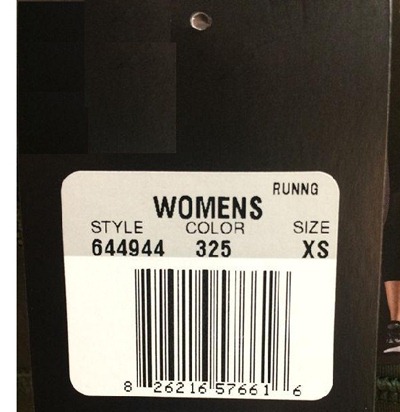 RUNNG
WOMENS
STYLE COLOR SIZE
644944 325 XS
8 26216 57661 6